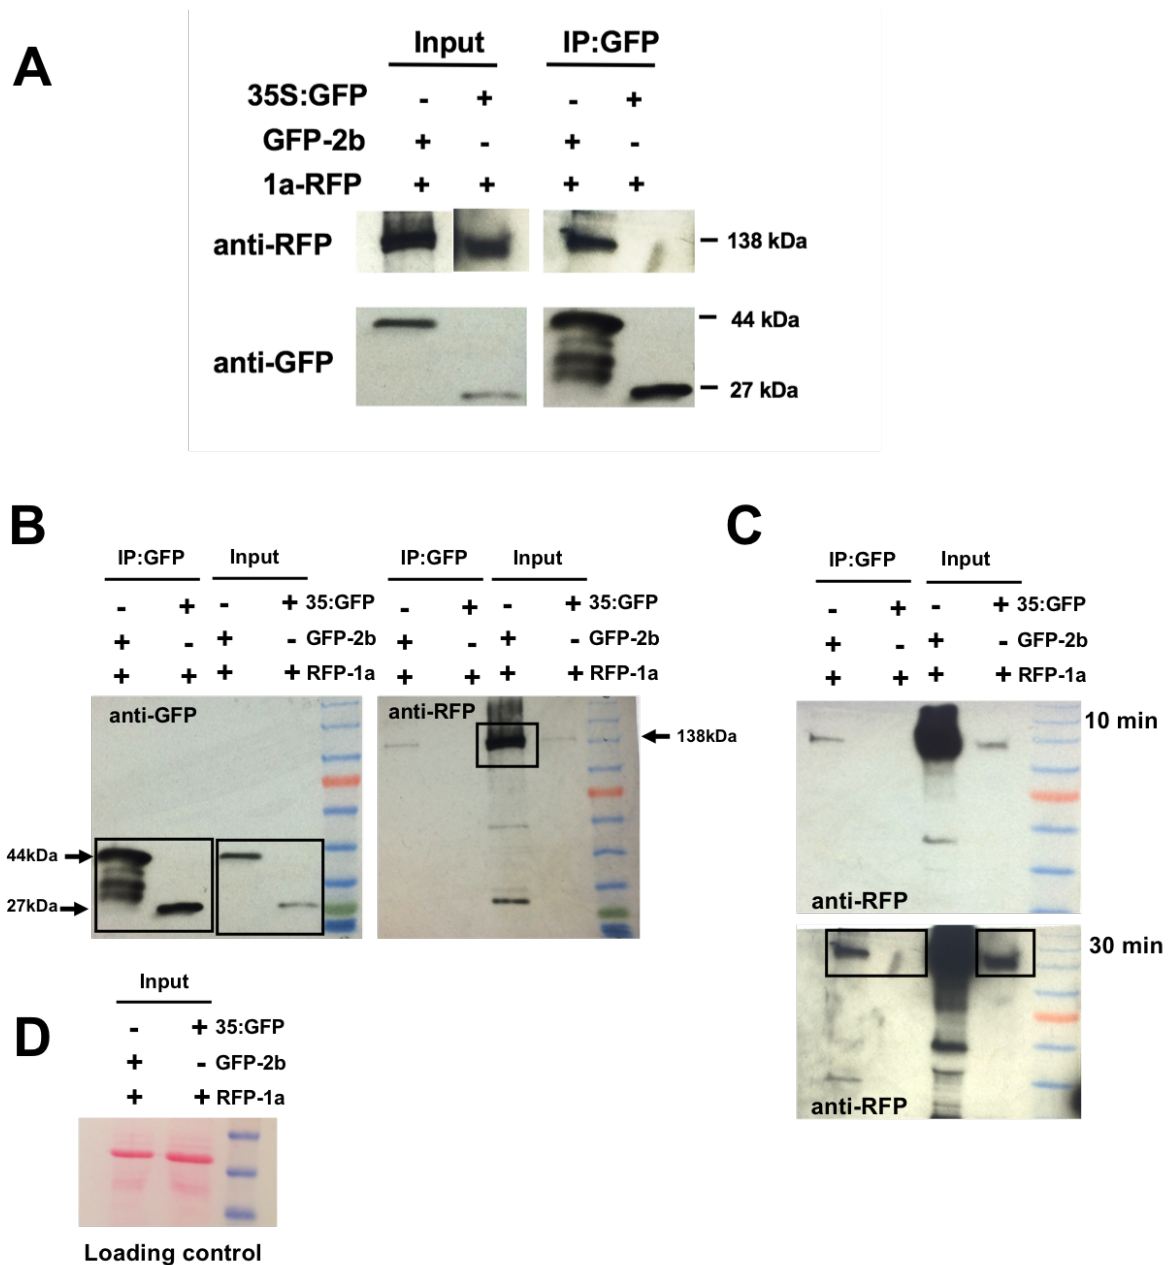 A
Input IP:GFP
35S:GFP - + - +
GFP-2b + - + -
1a-RFP + + + +
anti-RFP 138 kDa
anti-GFP 44 kDa
27 kDa
B
IP:GFP Input IP:GFP Input
- + - + 35:GFP - + - + 35:GFP
+ - + - GFP-2b + - + - GFP-2b
+ + + + RFP-1a + + + + RFP-1a
anti-GFP anti-RFP
138kDa
44kDa
27kDa
C
IP:GFP Input
- + - + 35:GFP
+ - + - GFP-2b
+ + + + RFP-1a
10 min
anti-RFP
30 min
anti-RFP
D
Input
- + 35:GFP
+ - GFP-2b
+ + RFP-1a
Loading control